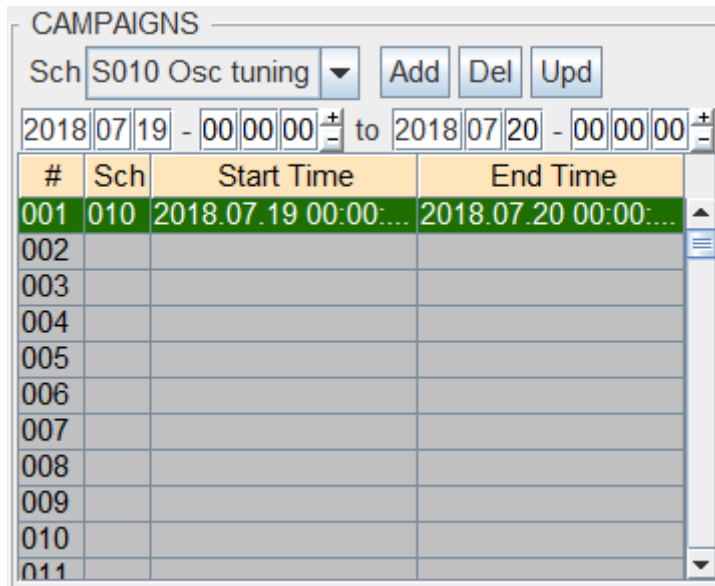 CAMPAIGNS
Sch S010 Osc tuning Add Del Upd
2018 07 19 - 00 00 00 + - to 2018 07 20 - 00 00 00 + -
# Sch Start Time End Time
001 010 2018.07.19 00:00:... 2018.07.20 00:00:...
002
003
004
005
006
007
008
009
010
011